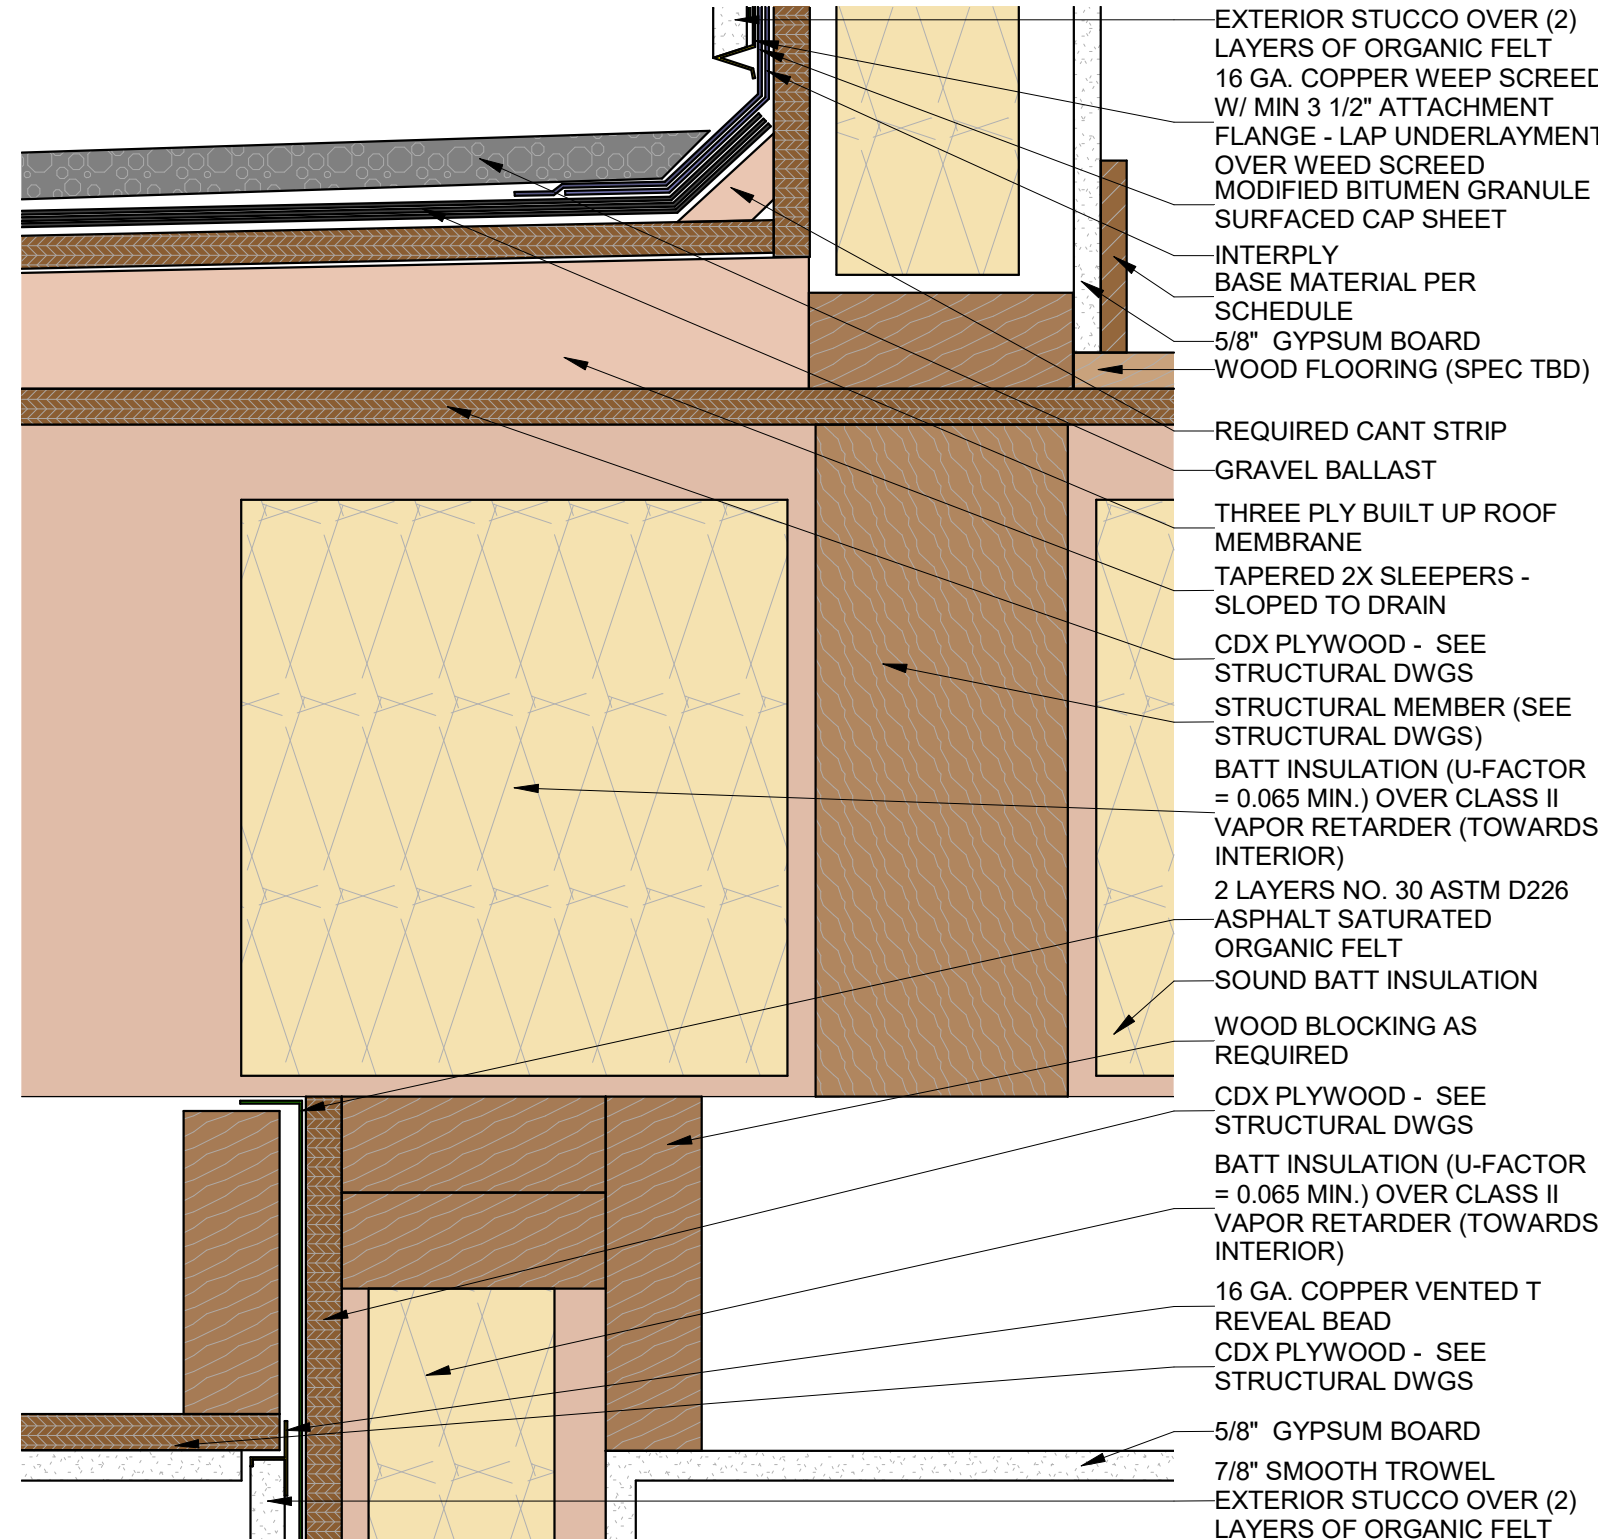 EXTERIOR STUCCO OVER (2)
LAYERS OF ORGANIC FELT
16 GA. COPPER WEEP SCREED
W/ MIN 3 1/2" ATTACHMENT
FLANGE - LAP UNDERLAYMENT
OVER WEED SCREED
MODIFIED BITUMEN GRANULE
SURFACED CAP SHEET
INTERPLY
BASE MATERIAL PER
SCHEDULE
5/8" GYPSUM BOARD
WOOD FLOORING (SPEC TBD)
REQUIRED CANT STRIP
GRAVEL BALLAST
THREE PLY BUILT UP ROOF
MEMBRANE
TAPERED 2X SLEEPERS -
SLOPED TO DRAIN
CDX PLYWOOD - SEE
STRUCTURAL DWGS
STRUCTURAL MEMBER (SEE
STRUCTURAL DWGS)
BATT INSULATION (U-FACTOR
= 0.065 MIN.) OVER CLASS II
VAPOR RETARDER (TOWARDS
INTERIOR)
2 LAYERS NO. 30 ASTM D226
ASPHALT SATURATED
ORGANIC FELT
SOUND BATT INSULATION
WOOD BLOCKING AS
REQUIRED
CDX PLYWOOD - SEE
STRUCTURAL DWGS
BATT INSULATION (U-FACTOR
= 0.065 MIN.) OVER CLASS II
VAPOR RETARDER (TOWARDS
INTERIOR)
16 GA. COPPER VENTED T
REVEAL BEAD
CDX PLYWOOD - SEE
STRUCTURAL DWGS
5/8" GYPSUM BOARD
7/8" SMOOTH TROWEL
EXTERIOR STUCCO OVER (2)
LAYERS OF ORGANIC FELT